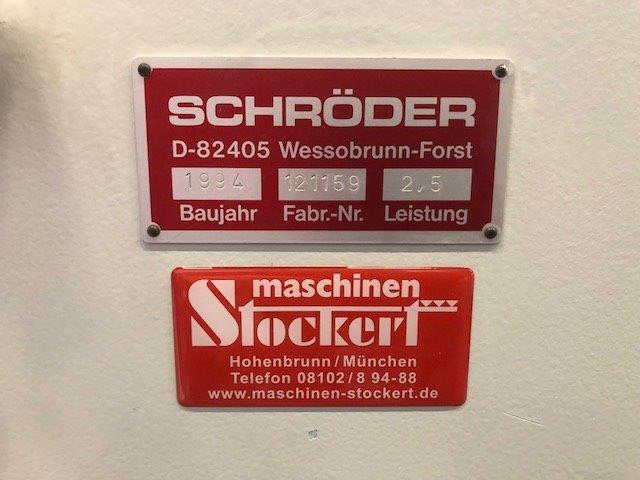 SCHRÖDER
D-82405 Wessobrunn-Forst
1994 121159 2,5
Baujahr Fabr.-Nr. Leistung
maschinen
Stockert
Hohenbrunn/München
Telefon 08102/8 94-88
www.maschinen-stockert.de